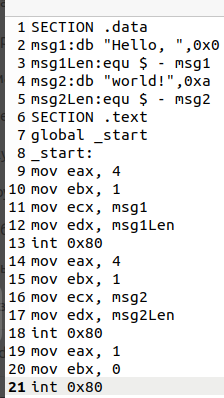 1 SECTION .data
2 msg1:db "Hello, ",0x0
3 msg1Len:equ $ - msg1
4 msg2:db "world!",0xa
5 msg2Len:equ $ - msg2
6 SECTION .text
7 global _start
8 _start:
9 mov eax, 4
10 mov ebx, 1
11 mov ecx, msg1
12 mov edx, msg1Len
13 int 0x80
14 mov eax, 4
15 mov ebx, 1
16 mov ecx, msg2
17 mov edx, msg2Len
18 int 0x80
19 mov eax, 1
20 mov ebx, 0
21 int 0x80